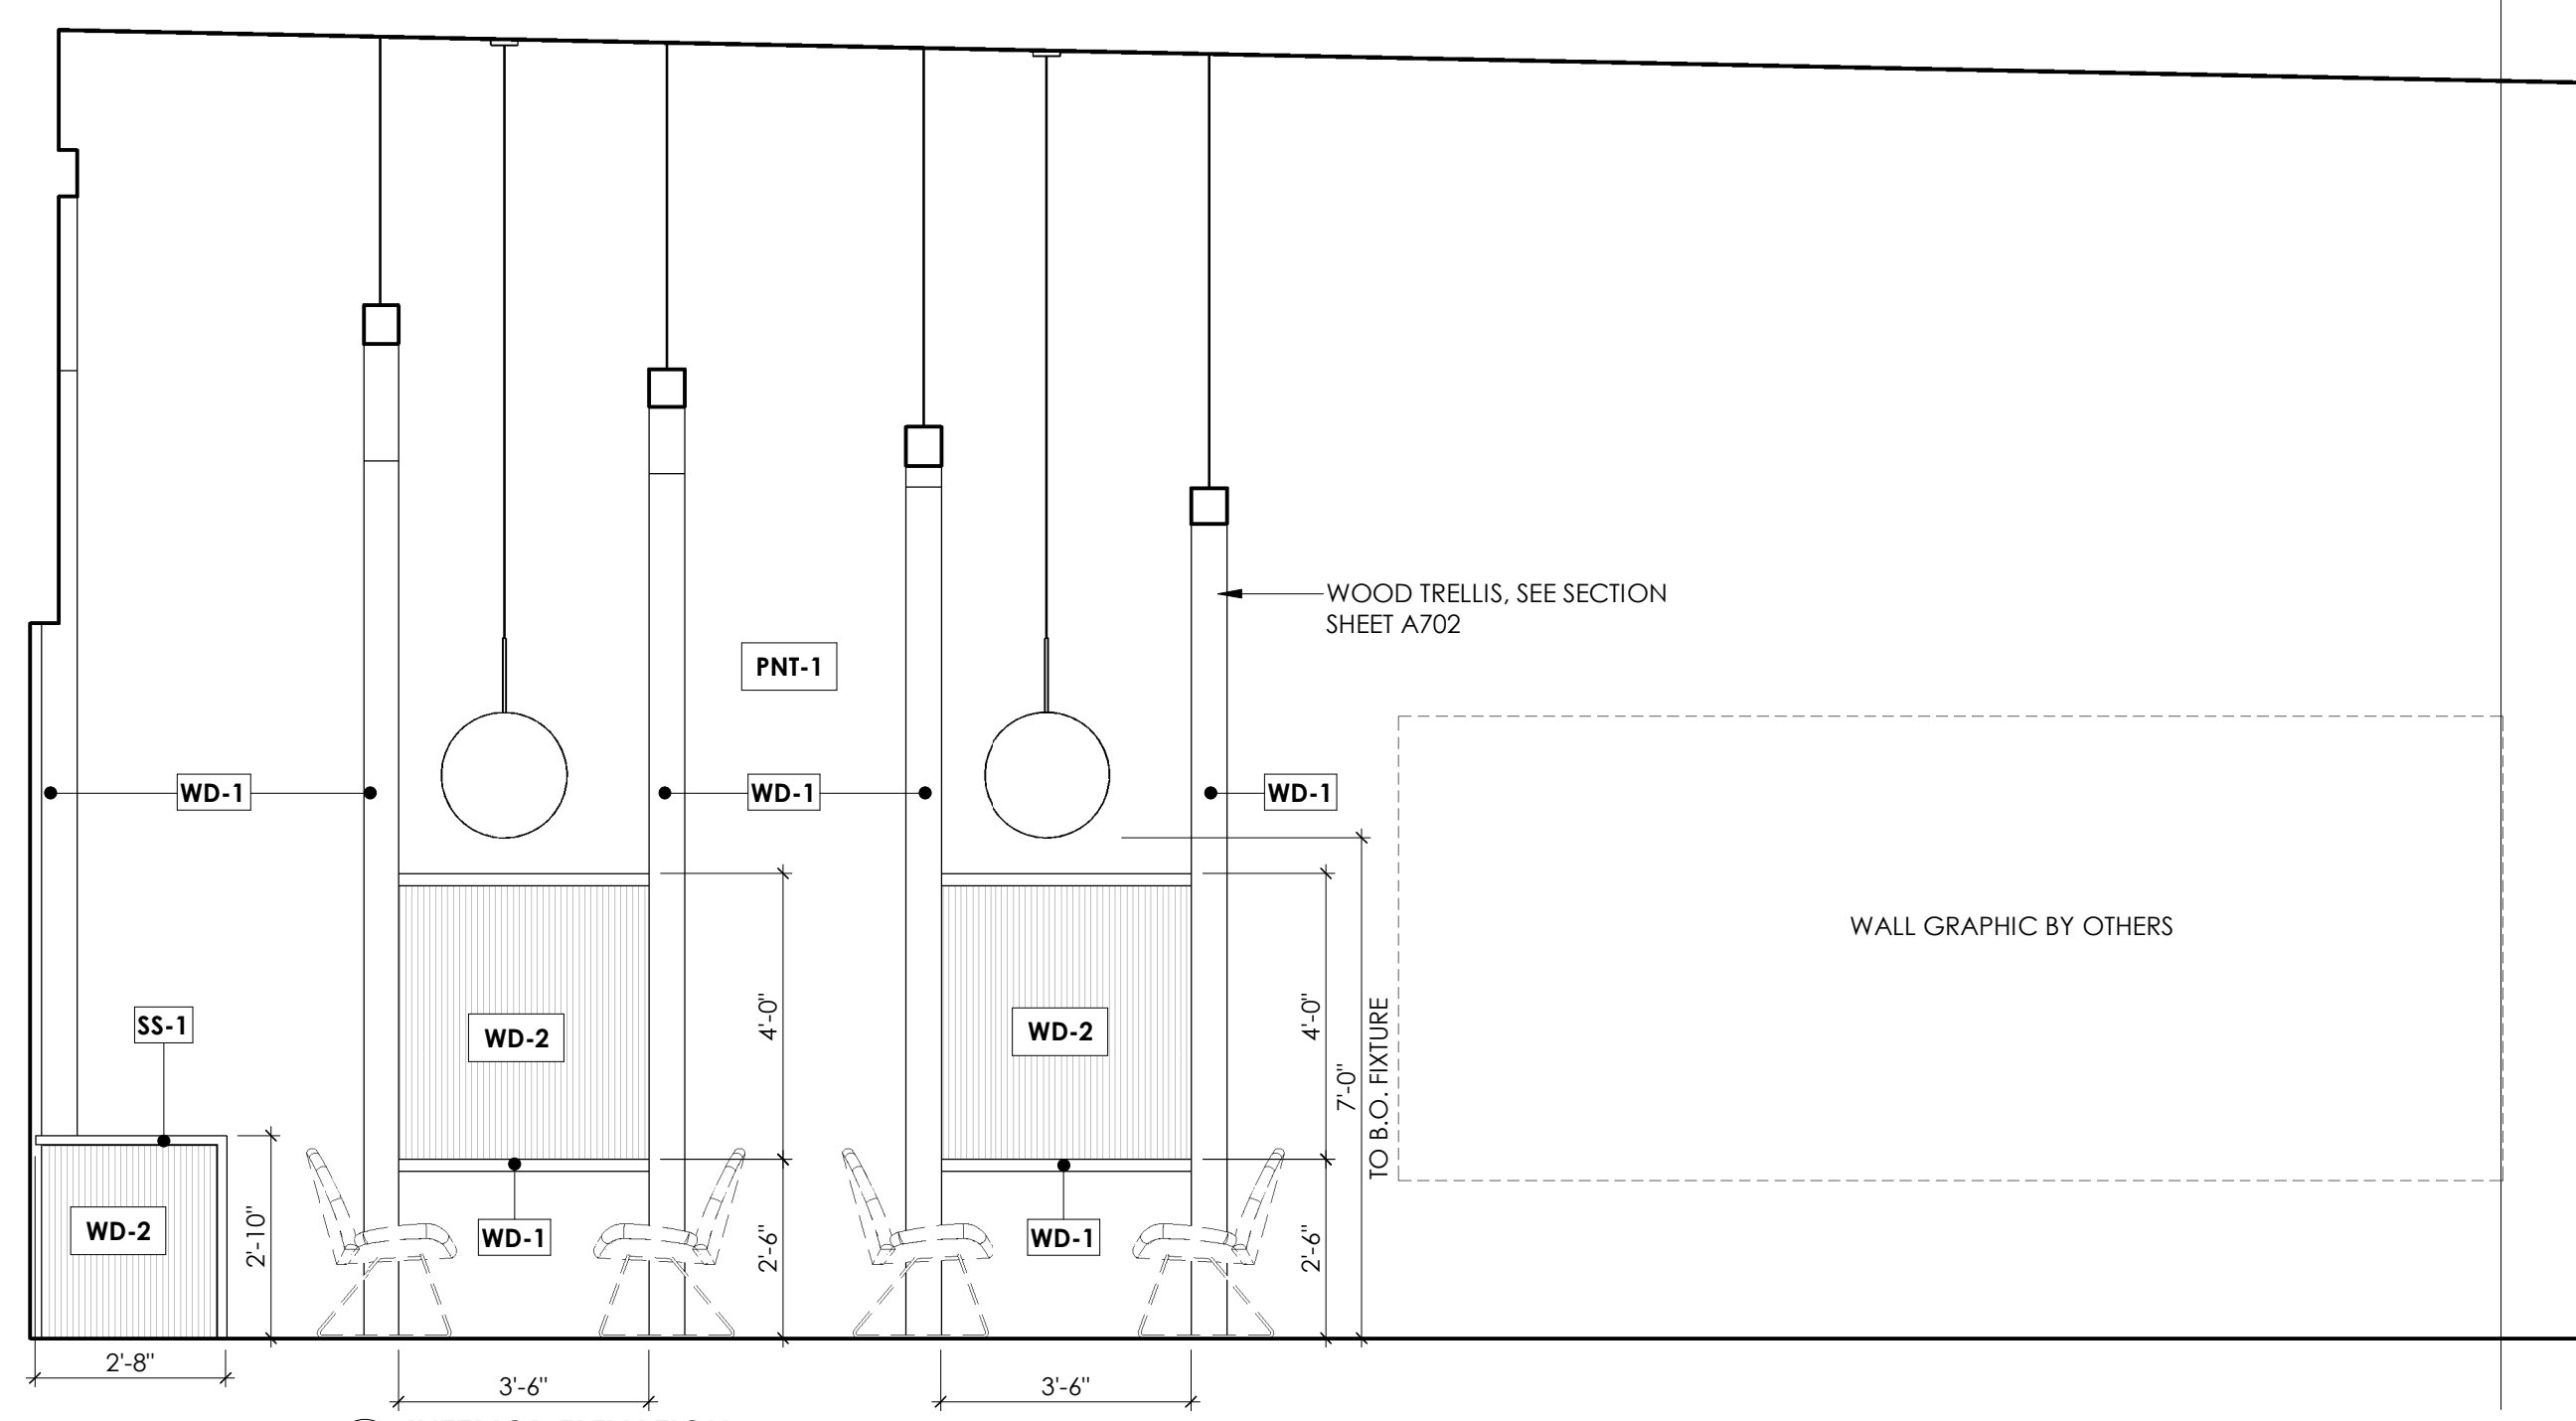 WOOD TRELLIS, SEE SECTION
SHEET A702
PNT-1
WD-1
WD-1
WD-1
WALL GRAPHIC BY OTHERS
SS-1
WD-2
WD-2
4'-0"
4'-0"
7'-0"
TO B.O. FIXTURE
WD-2
2'-10"
WD-1
2'-6"
WD-1
2'-6"
2'-8"
3'-6"
3'-6"